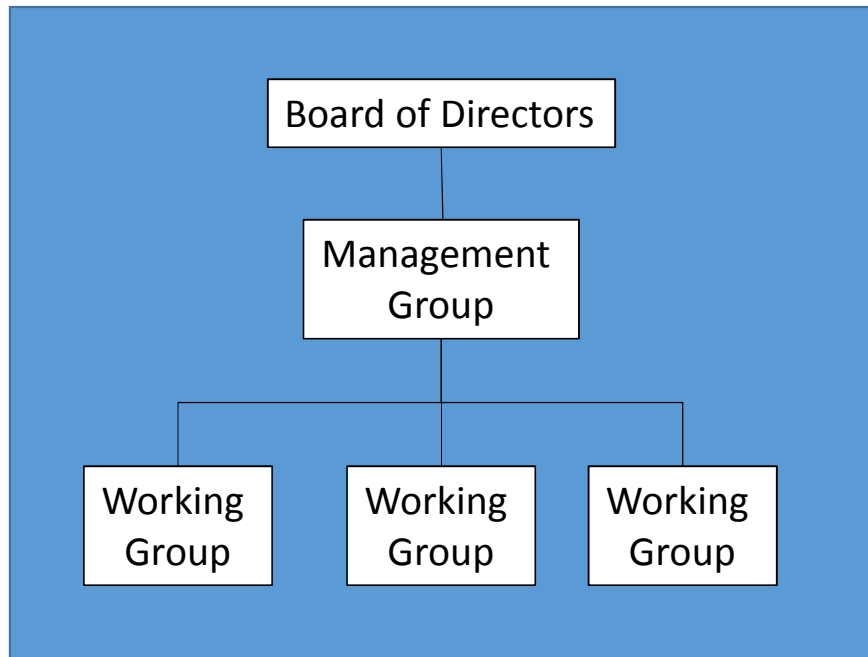 Board of Directors
Management
Group
Working
Group
Working
Group
Working
Group